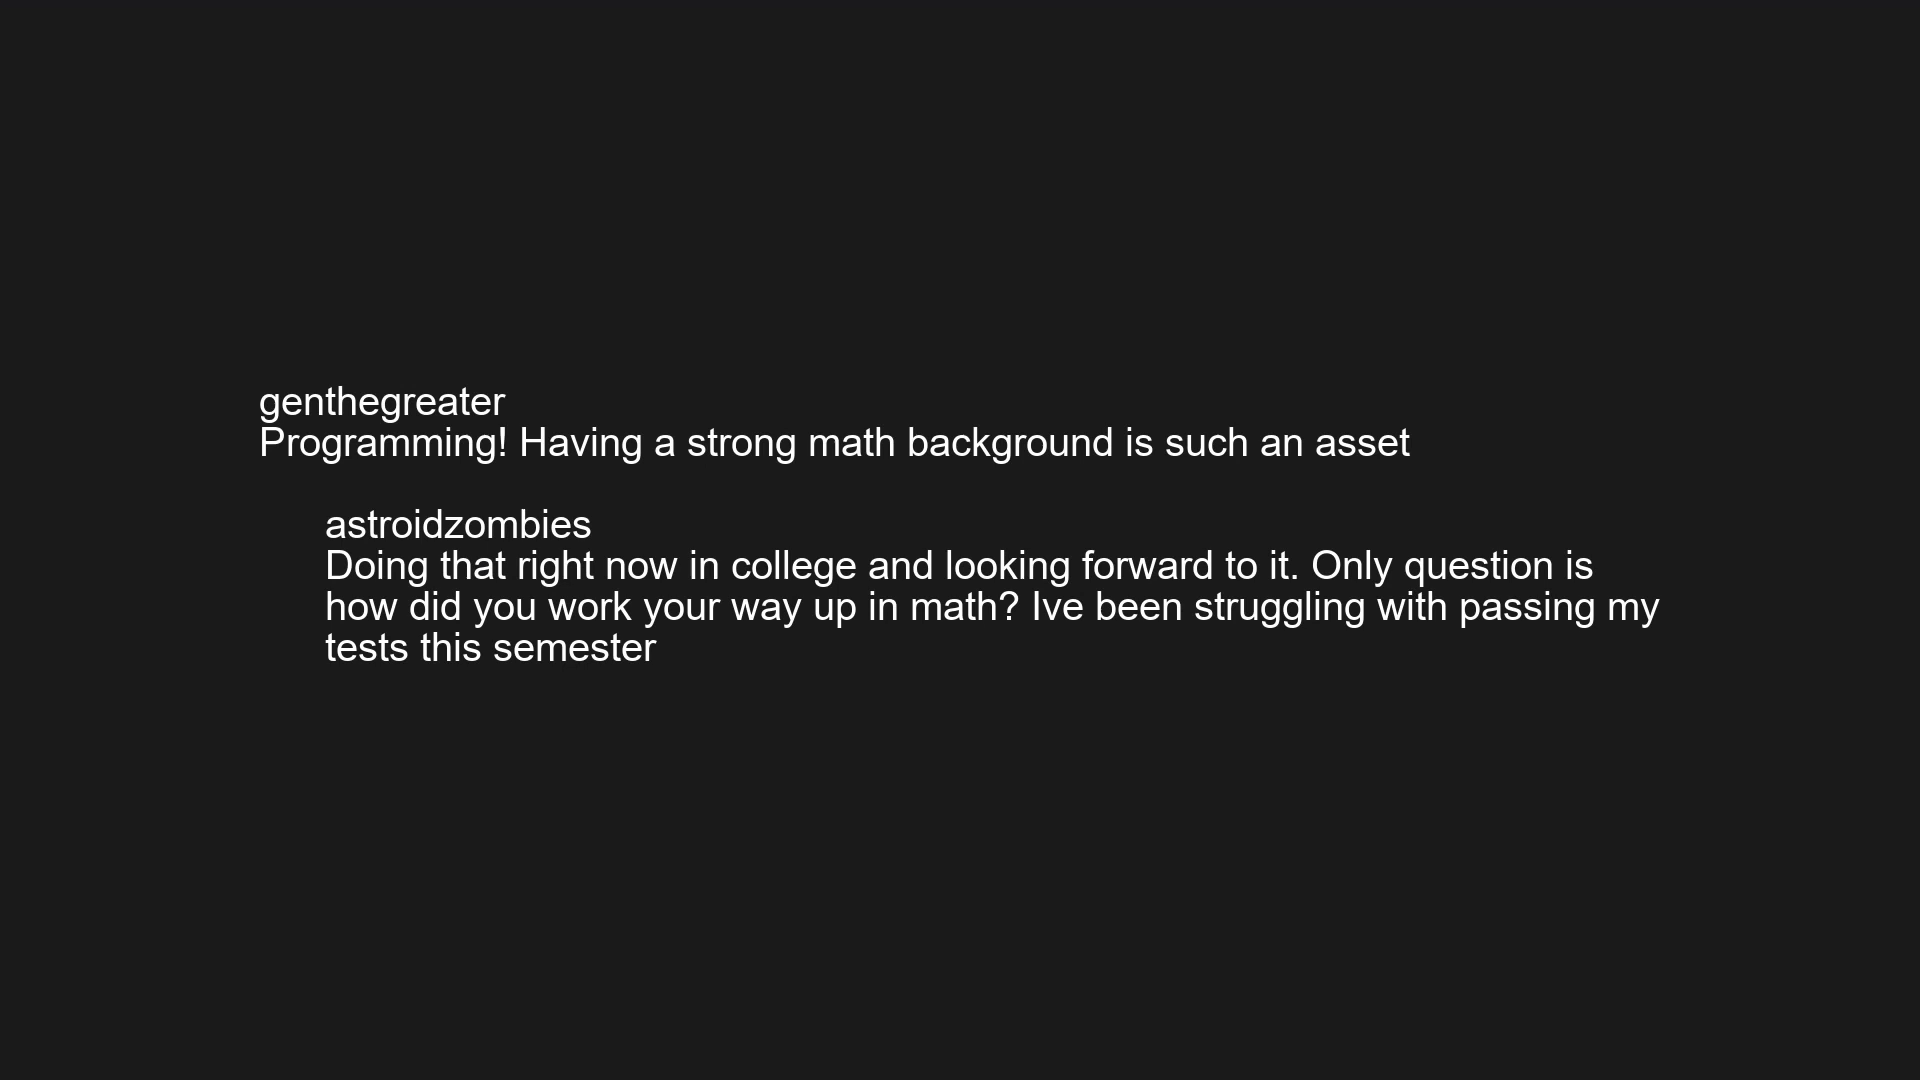 genthegreater
Programming! Having a strong math background is such an asset
astroidzombies
Doing that right now in college and looking forward to it. Only question is
how did you work your way up in math? Ive been struggling with passing my
tests this semester